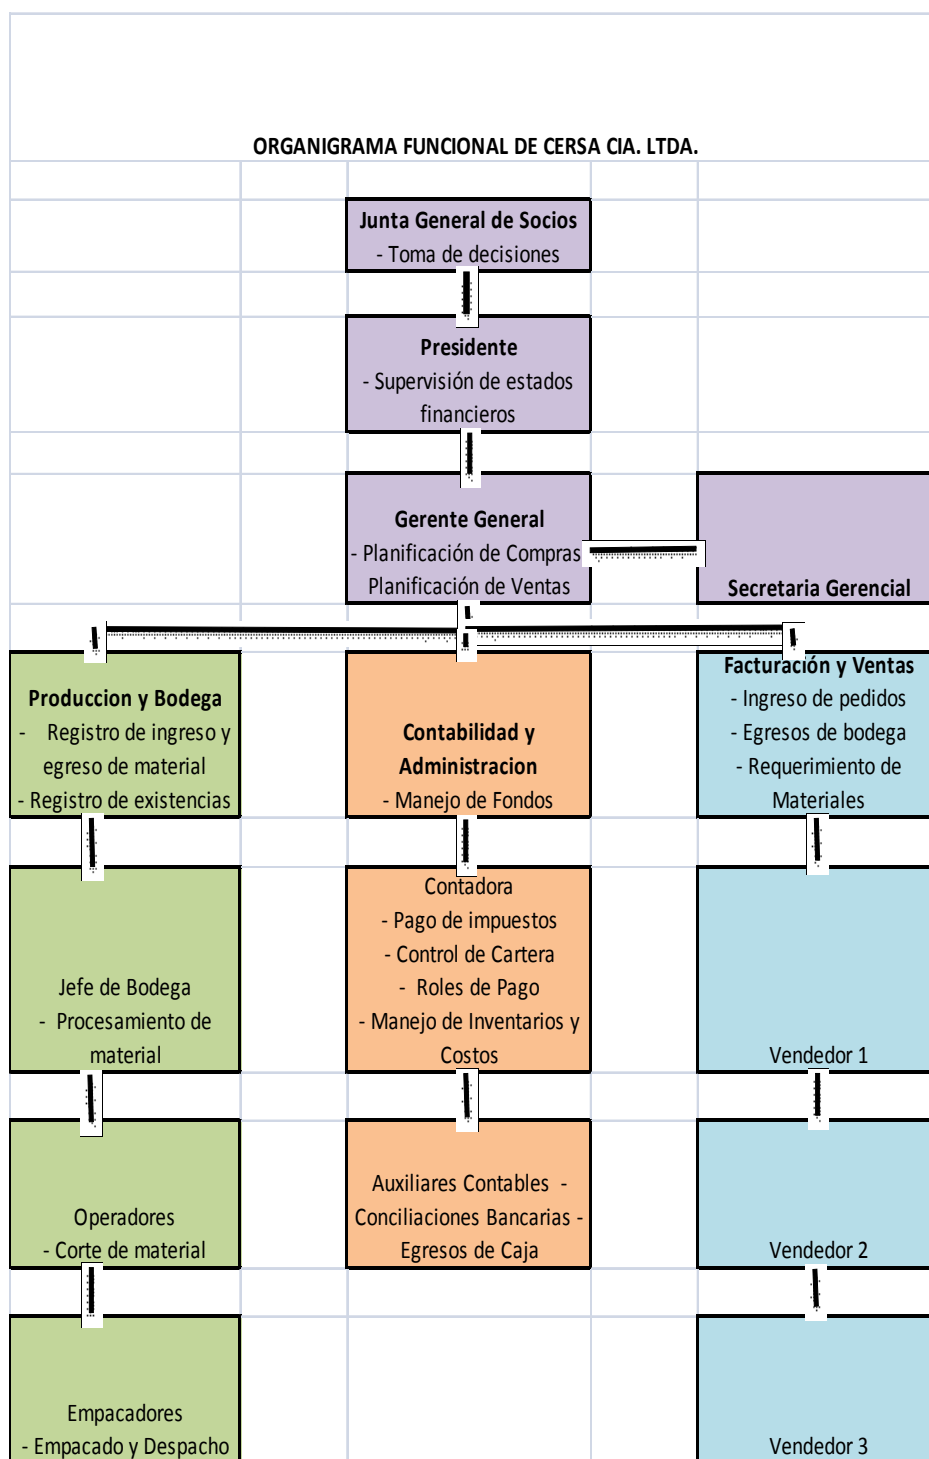 ORGANIGRAMA FUNCIONAL DE CERSA CIA. LTDA.
Junta General de Socios
- Toma de decisiones
Presidente
- Supervisión de estados
financieros
Gerente General
- Planificación de Compras
Planificación de Ventas
Secretaria Gerencial
Produccion y Bodega
- Registro de ingreso y
egreso de material
- Registro de existencias
Contabilidad y
Administracion
- Manejo de Fondos
Facturación y Ventas
- Ingreso de pedidos
- Egresos de bodega
- Requerimiento de
Materiales
Jefe de Bodega
- Procesamiento de
material
Contadora
- Pago de impuestos
- Control de Cartera
- Roles de Pago
- Manejo de Inventarios y
Costos
Vendedor 1
Operadores
- Corte de material
Auxiliares Contables -
Conciliaciones Bancarias -
Egresos de Caja
Vendedor 2
Empacadores
- Empacado y Despacho
Vendedor 3